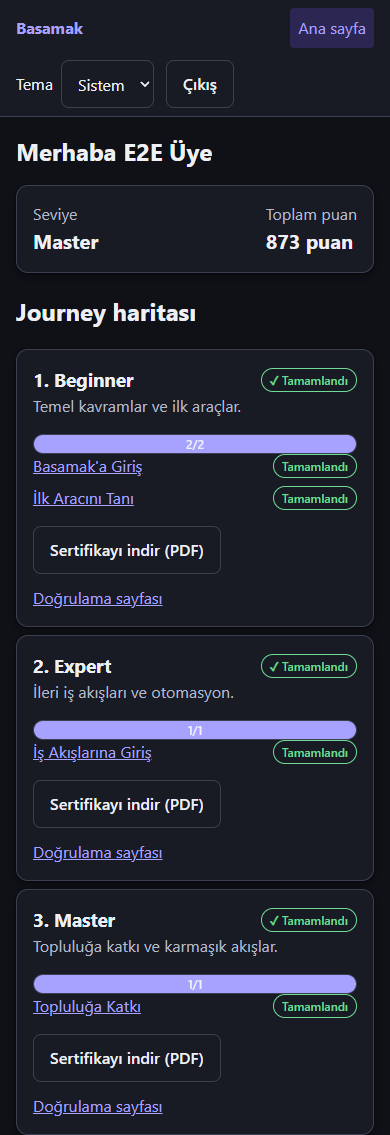 Basamak
Ana sayfa
Tema
Sistem
Çıkış
Merhaba E2E Üye
Seviye
Toplam puan
Master
873 puan
Journey haritası
1. Beginner
✓ Tamamlandı
Temel kavramlar ve ilk araçlar.
2/2
Basamak'a Giriş
Tamamlandı
İlk Aracını Tanı
Tamamlandı
Sertifikayı indir (PDF)
Doğrulama sayfası
2. Expert
✓ Tamamlandı
İleri iş akışları ve otomasyon.
1/1
İş Akışlarına Giriş
Tamamlandı
Sertifikayı indir (PDF)
Doğrulama sayfası
3. Master
✓ Tamamlandı
Topluluğa katkı ve karmaşık akışlar.
1/1
Topluluğa Katkı
Tamamlandı
Sertifikayı indir (PDF)
Doğrulama sayfası